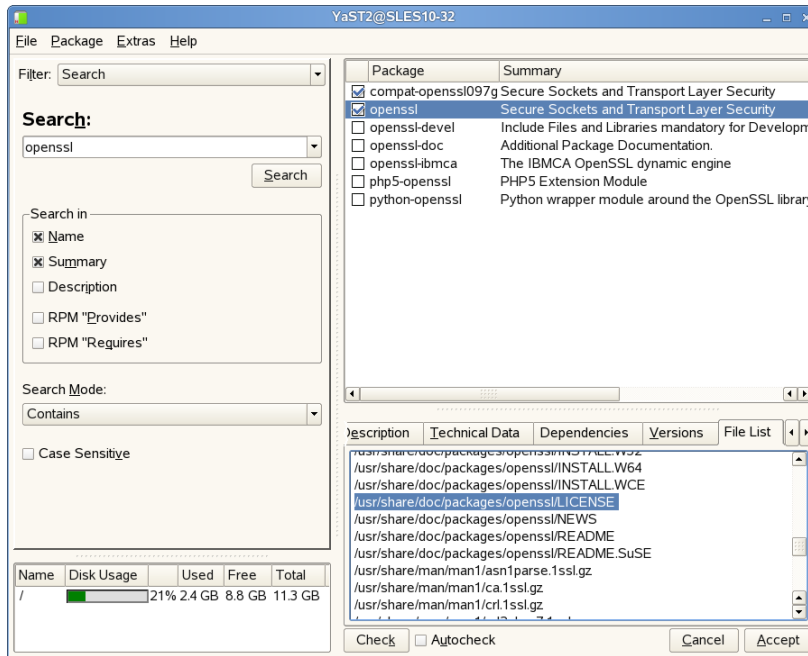 YaST2@SLES10-32
File Package Extras Help
Filter: Search
Search:
openssl
Search
Search in
Name
Summary
Description
RPM "Provides"
RPM "Requires"
Search Mode:
Contains
Case Sensitive
Name Disk Usage Used Free Total
/ 21% 2.4 GB 8.8 GB 11.3 GB
Package Summary
compat-openssl097g Secure Sockets and Transport Layer Security
openssl Secure Sockets and Transport Layer Security
openssl-devel Include Files and Libraries mandatory for Developm
openssl-doc Additional Package Documentation.
openssl-ibmca The IBMCA OpenSSL dynamic engine
php5-openssl PHP5 Extension Module
python-openssl Python wrapper module around the OpenSSL library
Description Technical Data Dependencies Versions File List
/usr/share/doc/packages/openssl/INSTALL.W32
/usr/share/doc/packages/openssl/INSTALL.W64
/usr/share/doc/packages/openssl/INSTALL.WCE
/usr/share/doc/packages/openssl/LICENSE
/usr/share/doc/packages/openssl/NEWS
/usr/share/doc/packages/openssl/README
/usr/share/doc/packages/openssl/README.SuSE
/usr/share/man/man1/asn1parse.1ssl.gz
/usr/share/man/man1/ca.1ssl.gz
/usr/share/man/man1/crl.1ssl.gz
Check Autocheck Cancel Accept